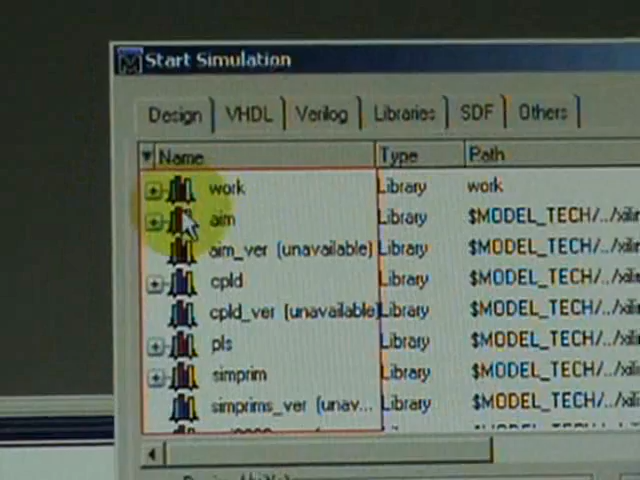 Start Simulation
Design VHDL Verilog Libraries SDF Others
Name Type Path
work Library work
aim Library $MODEL_TECH/../xilin
aim_ver (unavailable) Library $MODEL_TECH/../xilin
cpld Library $MODEL_TECH/../xilin
cpld_ver (unavailable) Library $MODEL_TECH/../xilin
pls Library $MODEL_TECH/../xilin
simprim Library $MODEL_TECH/../xilin
simprims_ver (unav... Library $MODEL_TECH/../xilin